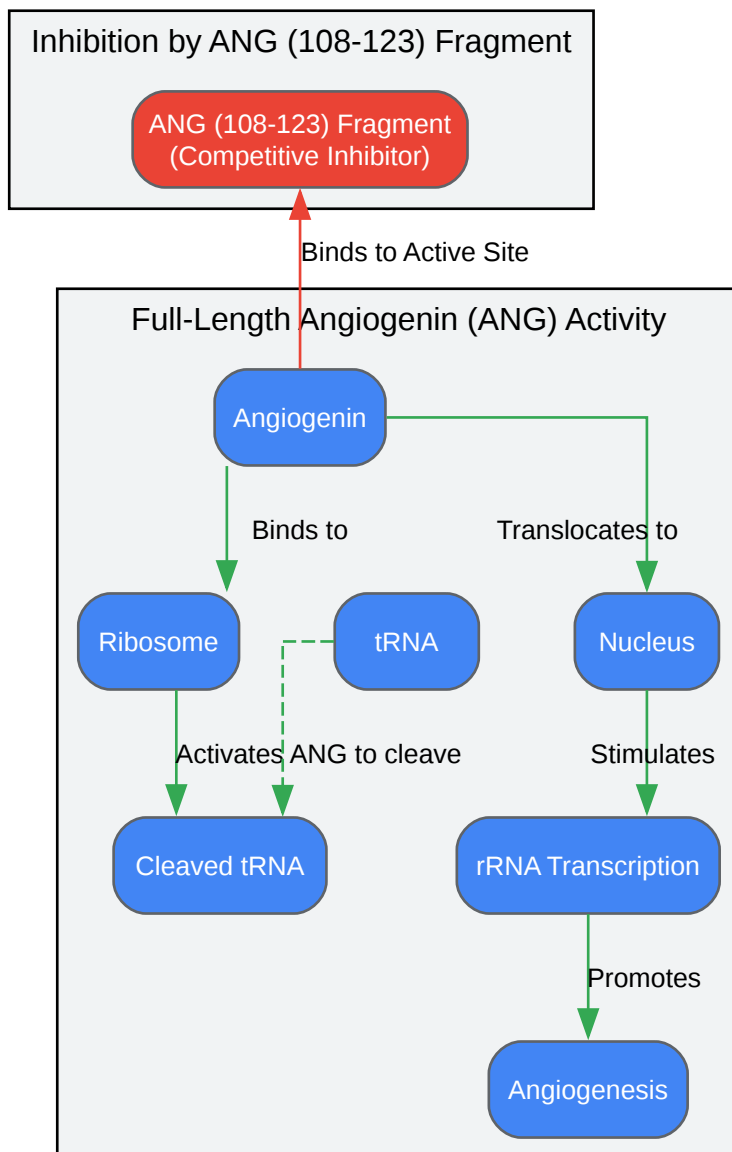 Inhibition by ANG (108-123) Fragment
ANG (108-123) Fragment
(Competitive Inhibitor)
Binds to Active Site
Full-Length Angiogenin (ANG) Activity
Angiogenin
Binds to
Translocates to
Ribosome
tRNA
Nucleus
Activates ANG to cleave
Stimulates
Cleaved tRNA
rRNA Transcription
Promotes
Angiogenesis